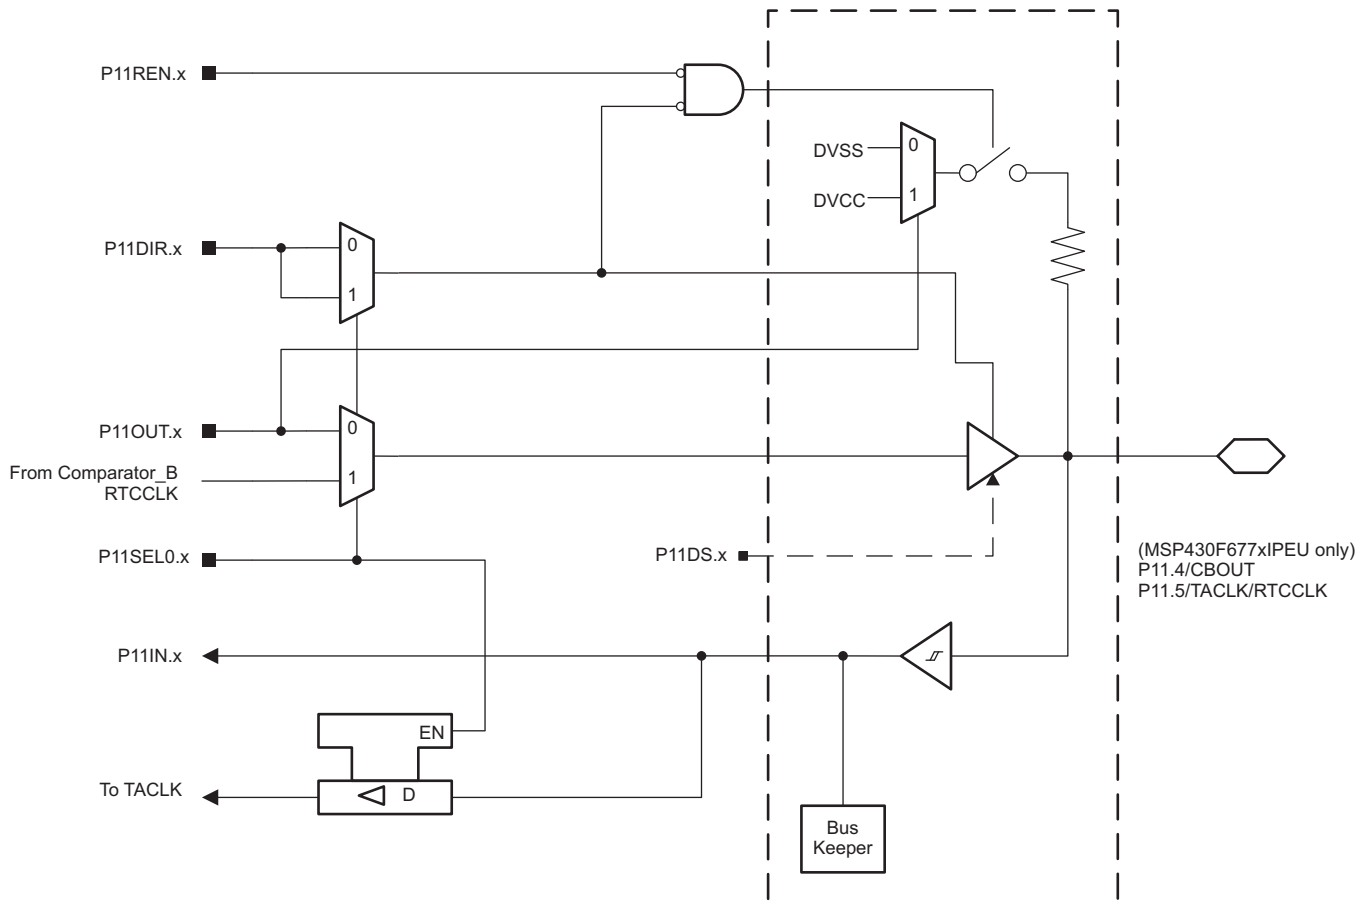 P11REN.x
DVSS
0
DVCC
1
P11DIR.x
0
1
P11OUT.x
0
From Comparator_B
RTCCLK
1
P11SEL0.x
P11DS.x
(MSP430F677xIPEU only)
P11.4/CBOUT
P11.5/TACLK/RTCCLK
P11IN.x
EN
To TACLK
D
Bus
Keeper